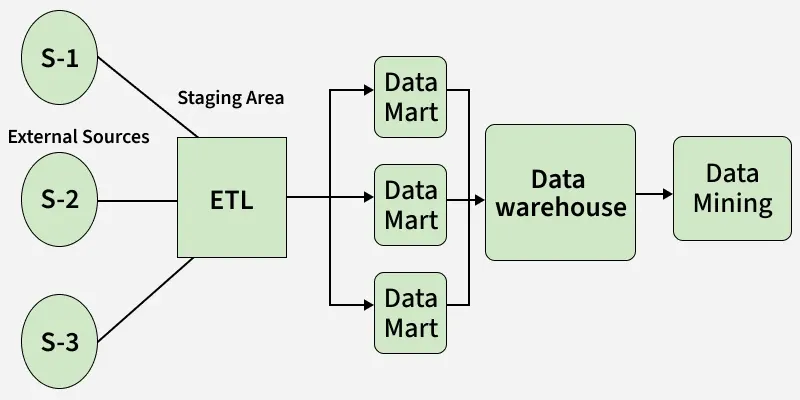 S-1
Staging Area
External Sources
S-2
ETL
S-3
Data
Mart
Data
Mart
Data
Mart
Data
warehouse
Data
Mining